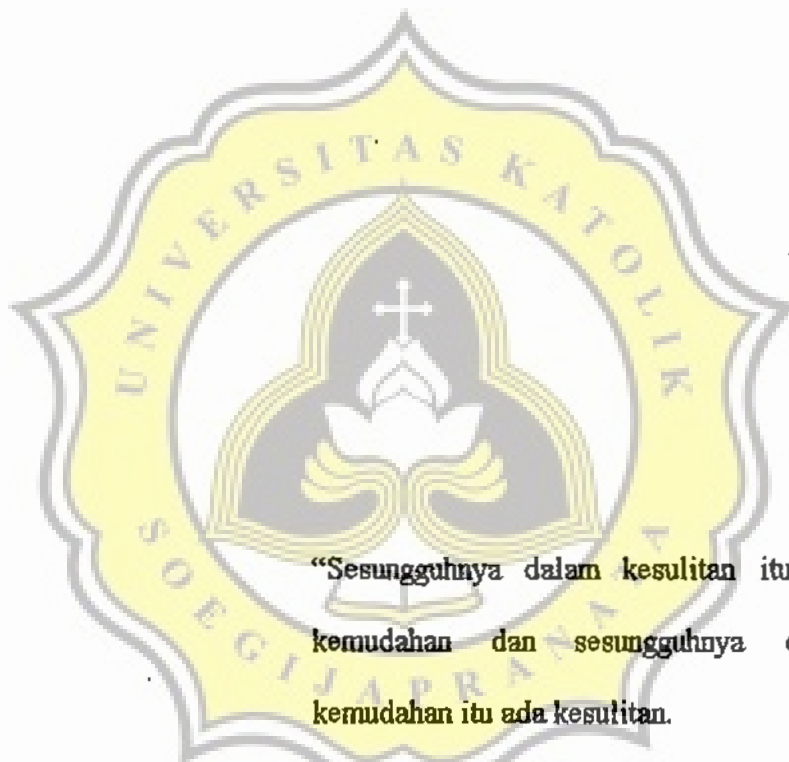 UNIVERSITAS KATOLIK
SOEGIJAPRANATA
“Sesungguhnya dalam kesulitan itu
kemudahan dan sesungguhnya
kemudahan itu ada kesulitan.